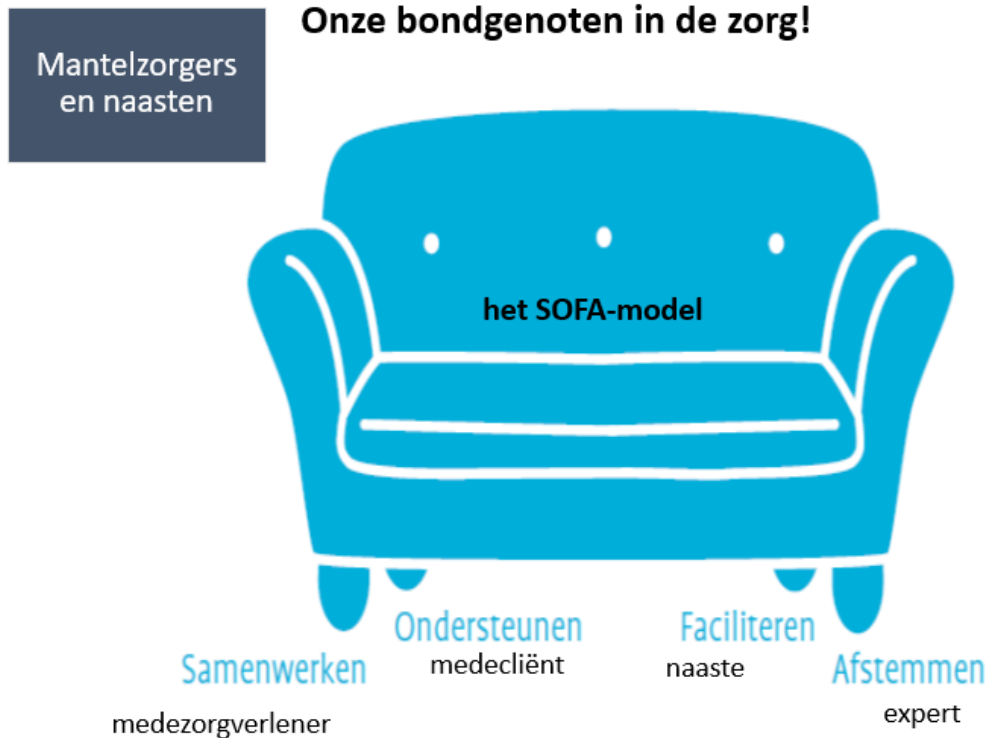 Onze bondgenoten in de zorg!
Mantelzorgers
en naasten
het SOFA-model
Samenwerken
medezorgverlener
Ondersteunen
medecliënt
Faciliteren
naaste
Afstemmen
expert